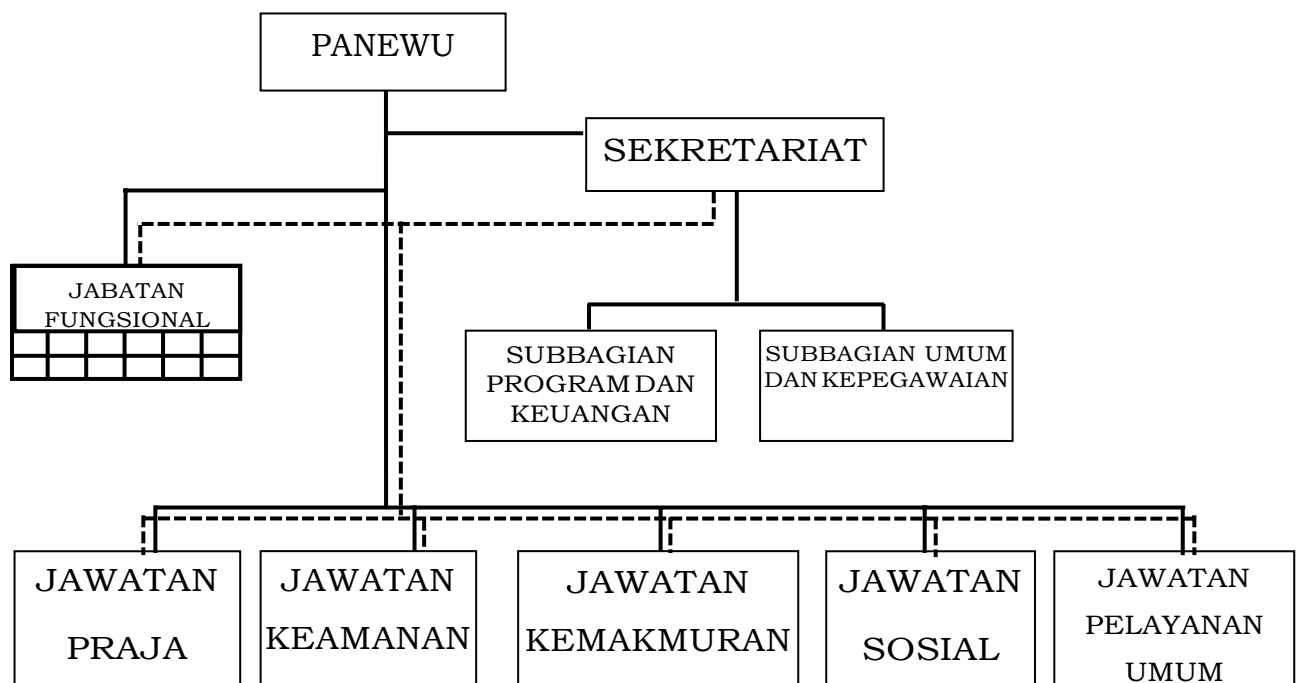 PANEWU
SEKRETARIAT
JABATAN
FUNGSIONAL
SUBBAGIAN
PROGRAM DAN
KEUANGAN
SUBBAGIAN UMUM
DAN KEPEGAWAIAN
JAWATAN
PRAJA
JAWATAN
KEAMANAN
JAWATAN
KEMAKMURAN
JAWATAN
SOSIAL
JAWATAN
PELAYANAN
UMUM